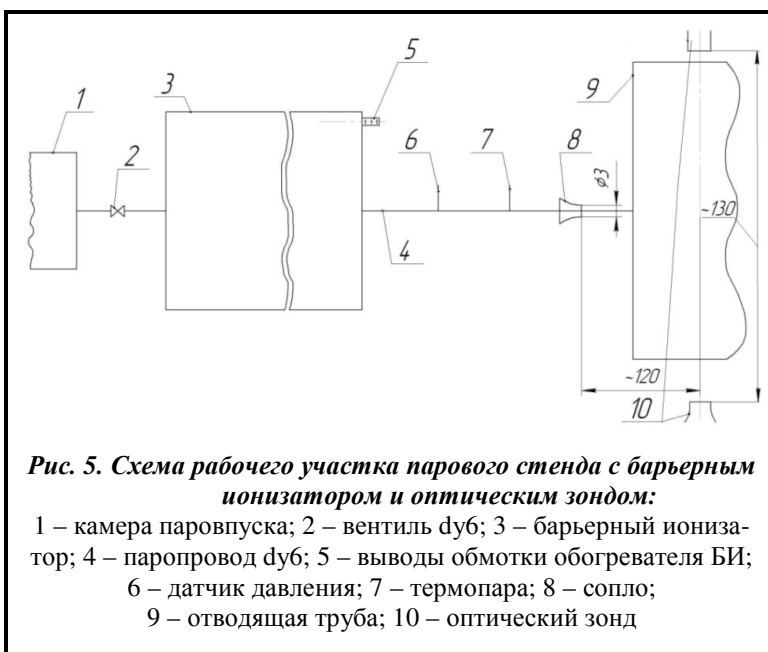 1
2
3
4
5
6
7
8
9
10
ø3
~130
~120
Рис. 5. Схема рабочего участка парового стенда с барьерным
ионизатором и оптическим зондом:
1 – камера паровпуска; 2 – вентиль dy6; 3 – барьерный иониза-
тор; 4 – паропровод dy6; 5 – выводы обмотки обогревателя БИ;
6 – датчик давления; 7 – термопара; 8 – сопло;
9 – отводящая труба; 10 – оптический зонд